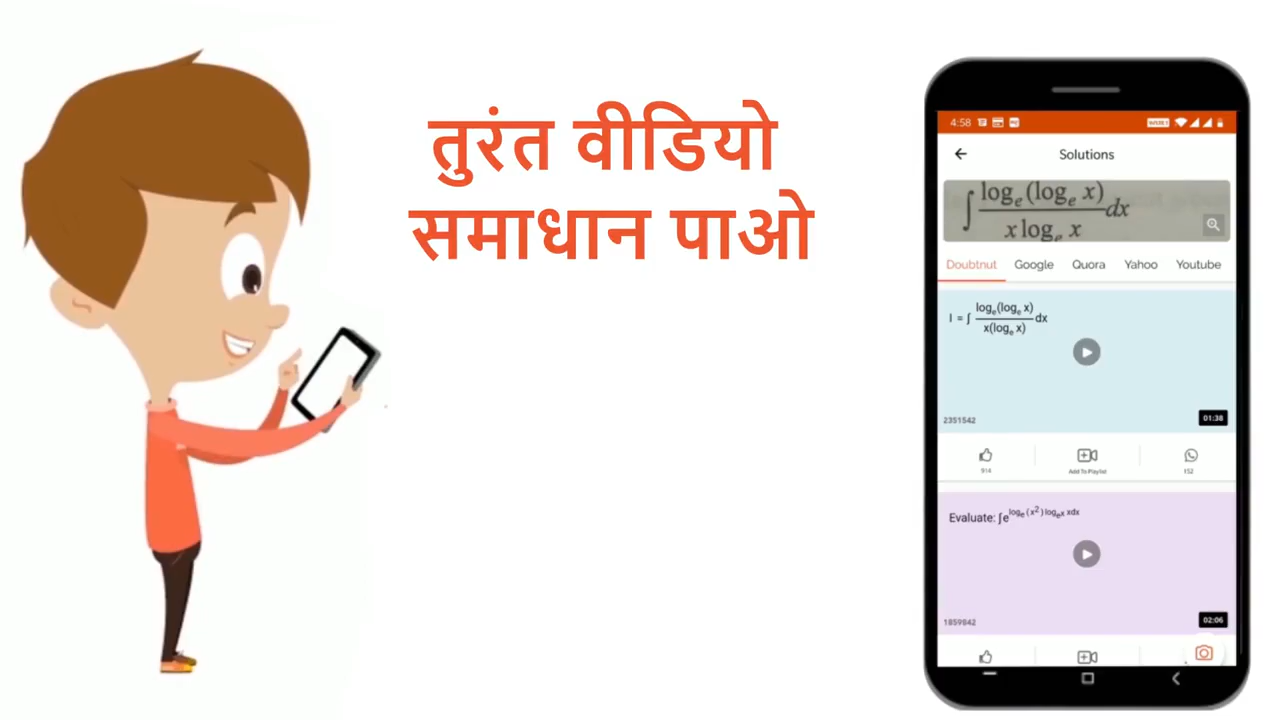 तुरंत वीडियो
समाधान पाओ
4:58
Solutions
∫ logₑ(logₑ x) / x logₑ x dx
Doubtnut Google Quora Yahoo Youtube
I = ∫ logₑ(logₑ x) / x(logₑ x) dx
2351542
01:38
914
Add To Playlist
152
Evaluate: ∫e^logₑ(x²) logₑx xdx
1859842
02:06